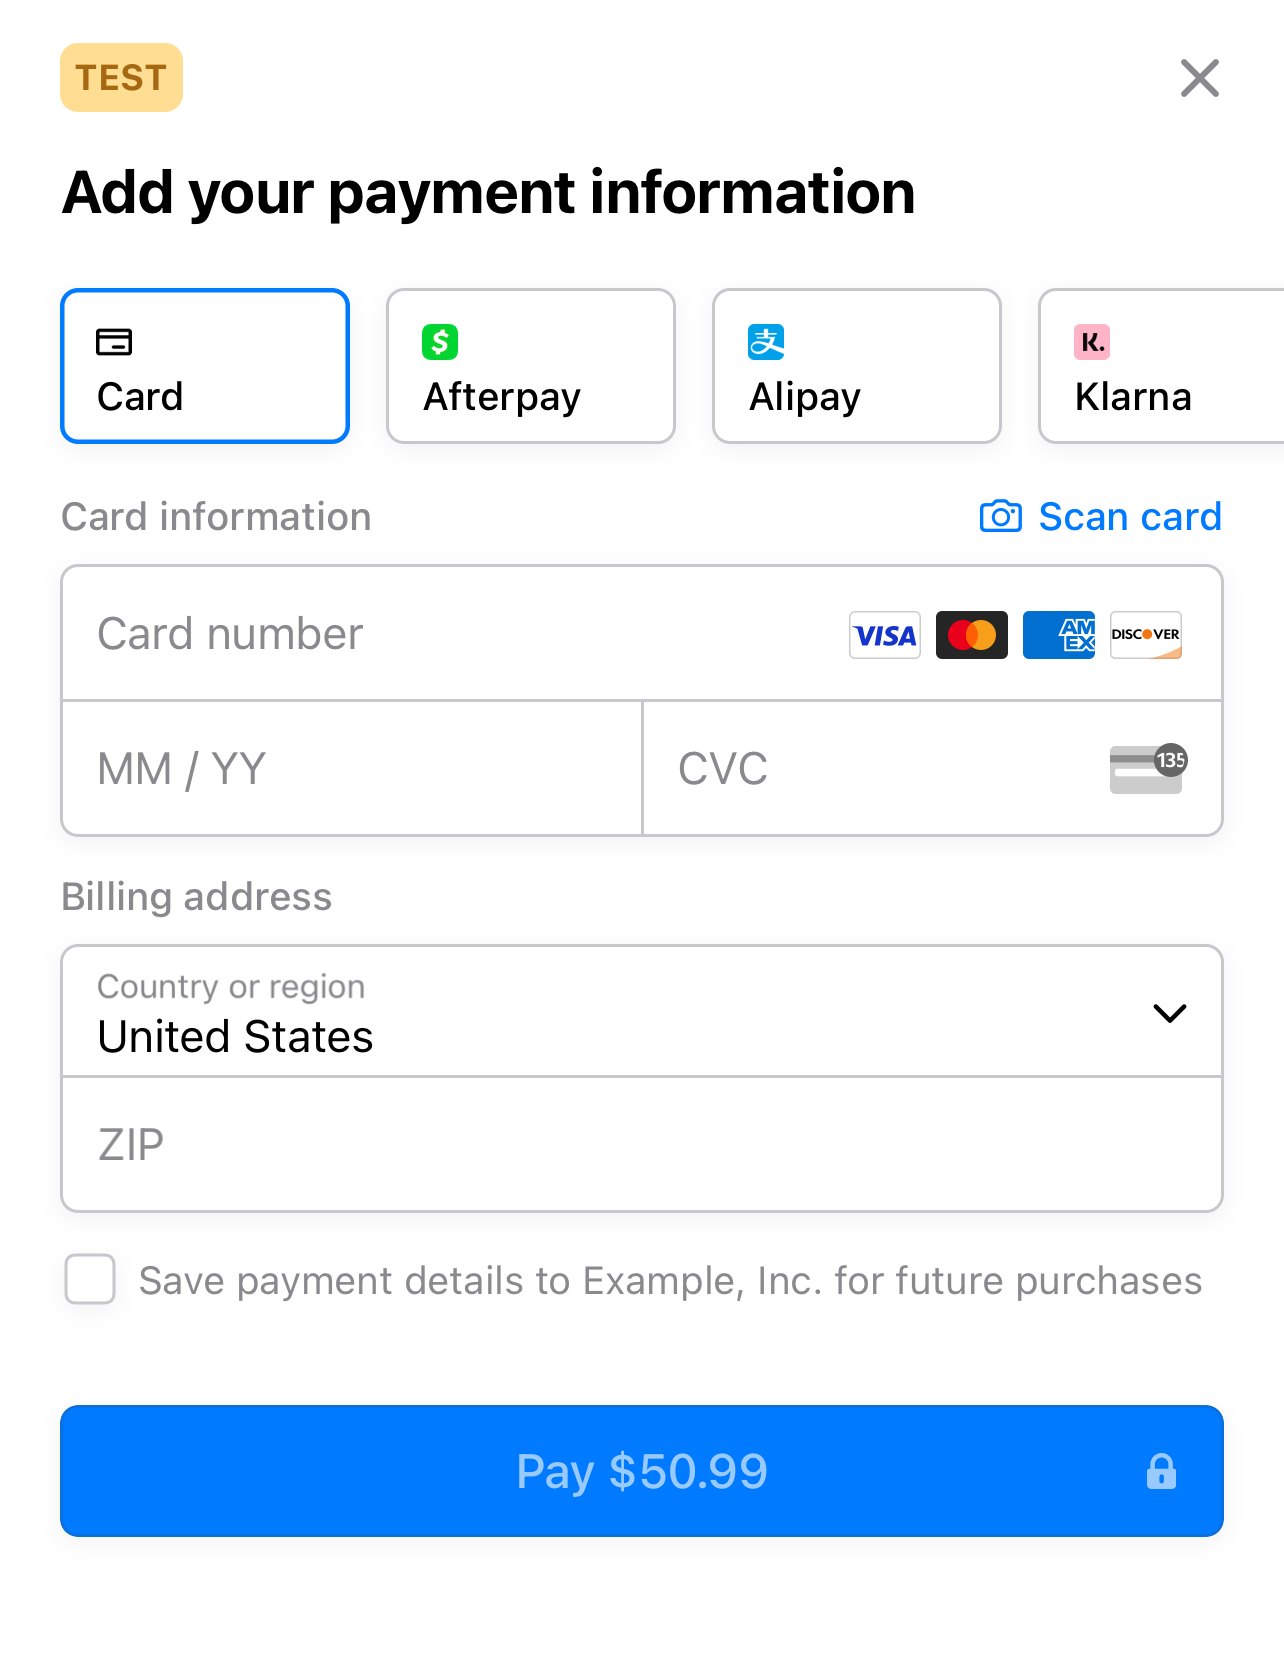 TEST
Add your payment information
Card
Afterpay
Alipay
Klarna
Card information
Scan card
Card number
VISA
AMEX
DISCOVER
MM / YY
CVC
135
Billing address
Country or region
United States
ZIP
Save payment details to Example, Inc. for future purchases
Pay $50.99